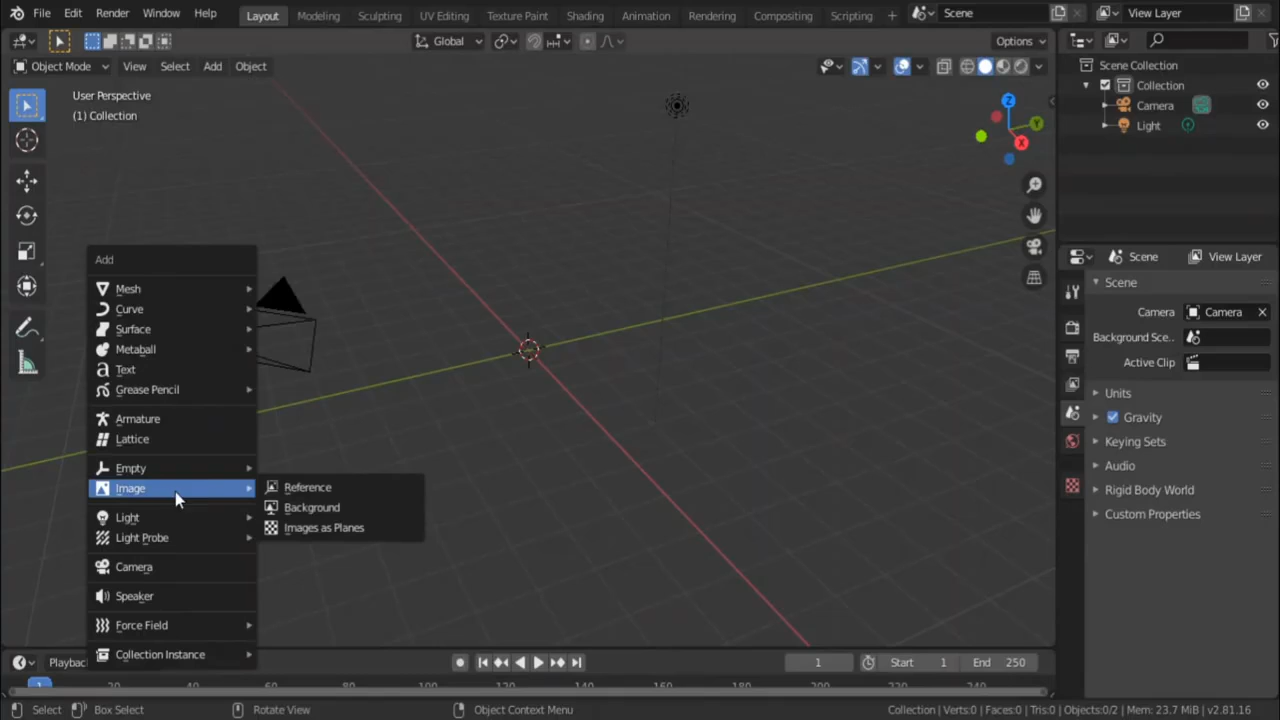 File Edit Render Window Help Layout Modeling Sculpting UV Editing Texture Paint Shading Animation Rendering Compositing Scripting + Scene View Layer
Global Options
Object Mode View Select Add Object
User Perspective
(1) Collection
Z
Y
X
Scene Collection
Collection
Camera
Light
Add
Mesh
Curve
Surface
Metaball
Text
Grease Pencil
Armature
Lattice
Empty
Image
Light
Light Probe
Camera
Speaker
Force Field
Collection Instance
Reference
Background
Images as Planes
Scene View Layer
Scene
Camera Camera
Background Sce..
Active Clip
Units
Gravity
Keying Sets
Audio
Rigid Body World
Custom Properties
Playbac 1 Start 1 End 250
1 20 60 80 100 120 140 160 180 200 220 240
Select Box Select Rotate View Object Context Menu Collection | Verts:0 | Faces:0 | Tris:0 | Objects:0/2 | Mem: 23.7 MiB | v2.81.16